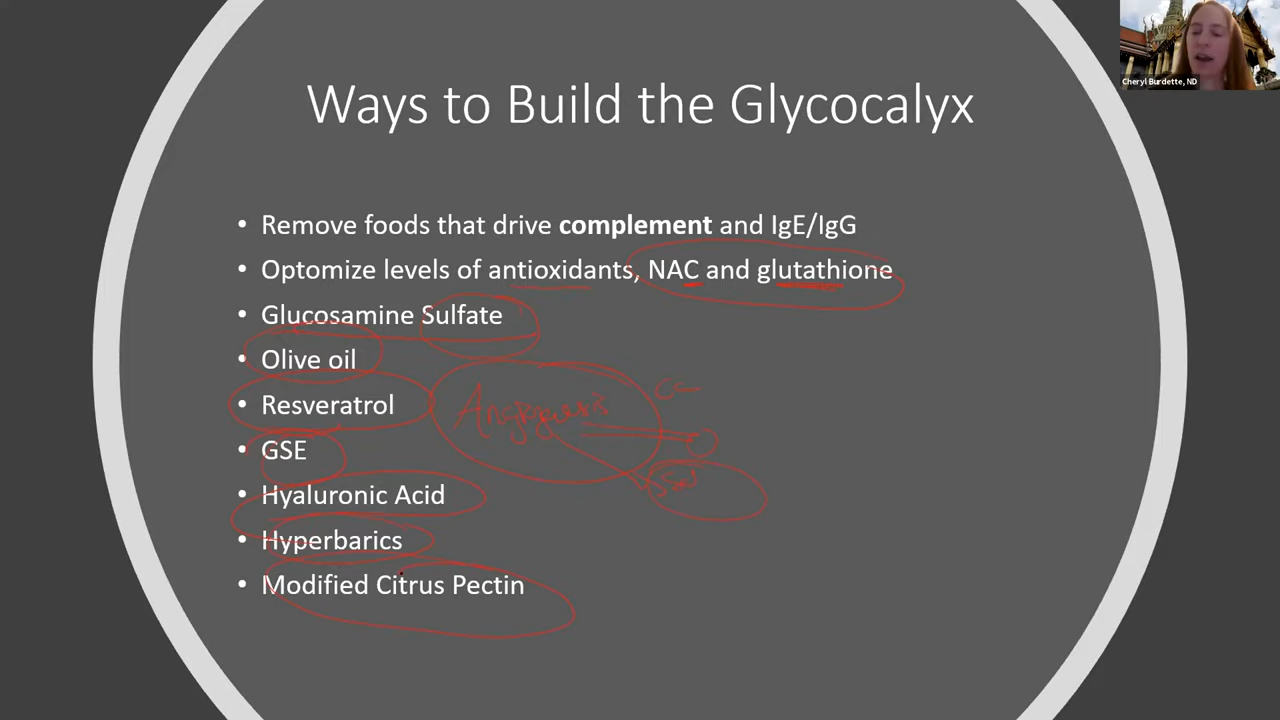 Cheryl Burdette, ND
Ways to Build the Glycocalyx
• Remove foods that drive complement and IgE/IgG
• Optomize levels of antioxidants, NAC and glutathione
• Glucosamine Sulfate
• Olive oil
• Resveratrol
• GSE
• Hyaluronic Acid
• Hyperbarics
• Modified Citrus Pectin
Angiogenesis